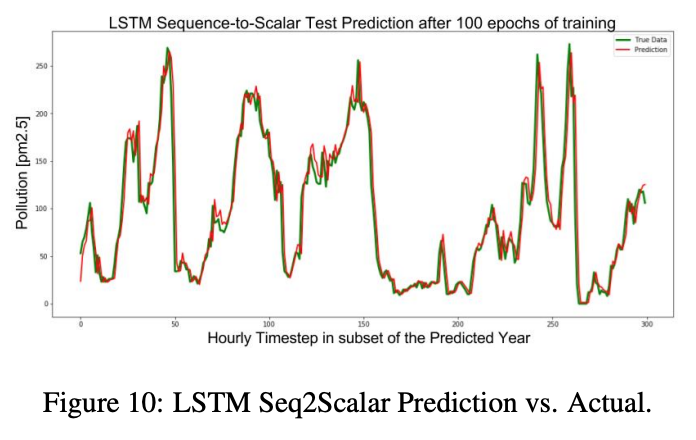 LSTM Sequence-to-Scalar Test Prediction after 100 epochs of training
True Data
Prediction
Pollution [pm2.5]
250
200
150
100
50
0
0 50 100 150 200 250 300
Hourly Timestep in subset of the Predicted Year
Figure 10: LSTM Seq2Scalar Prediction vs. Actual.